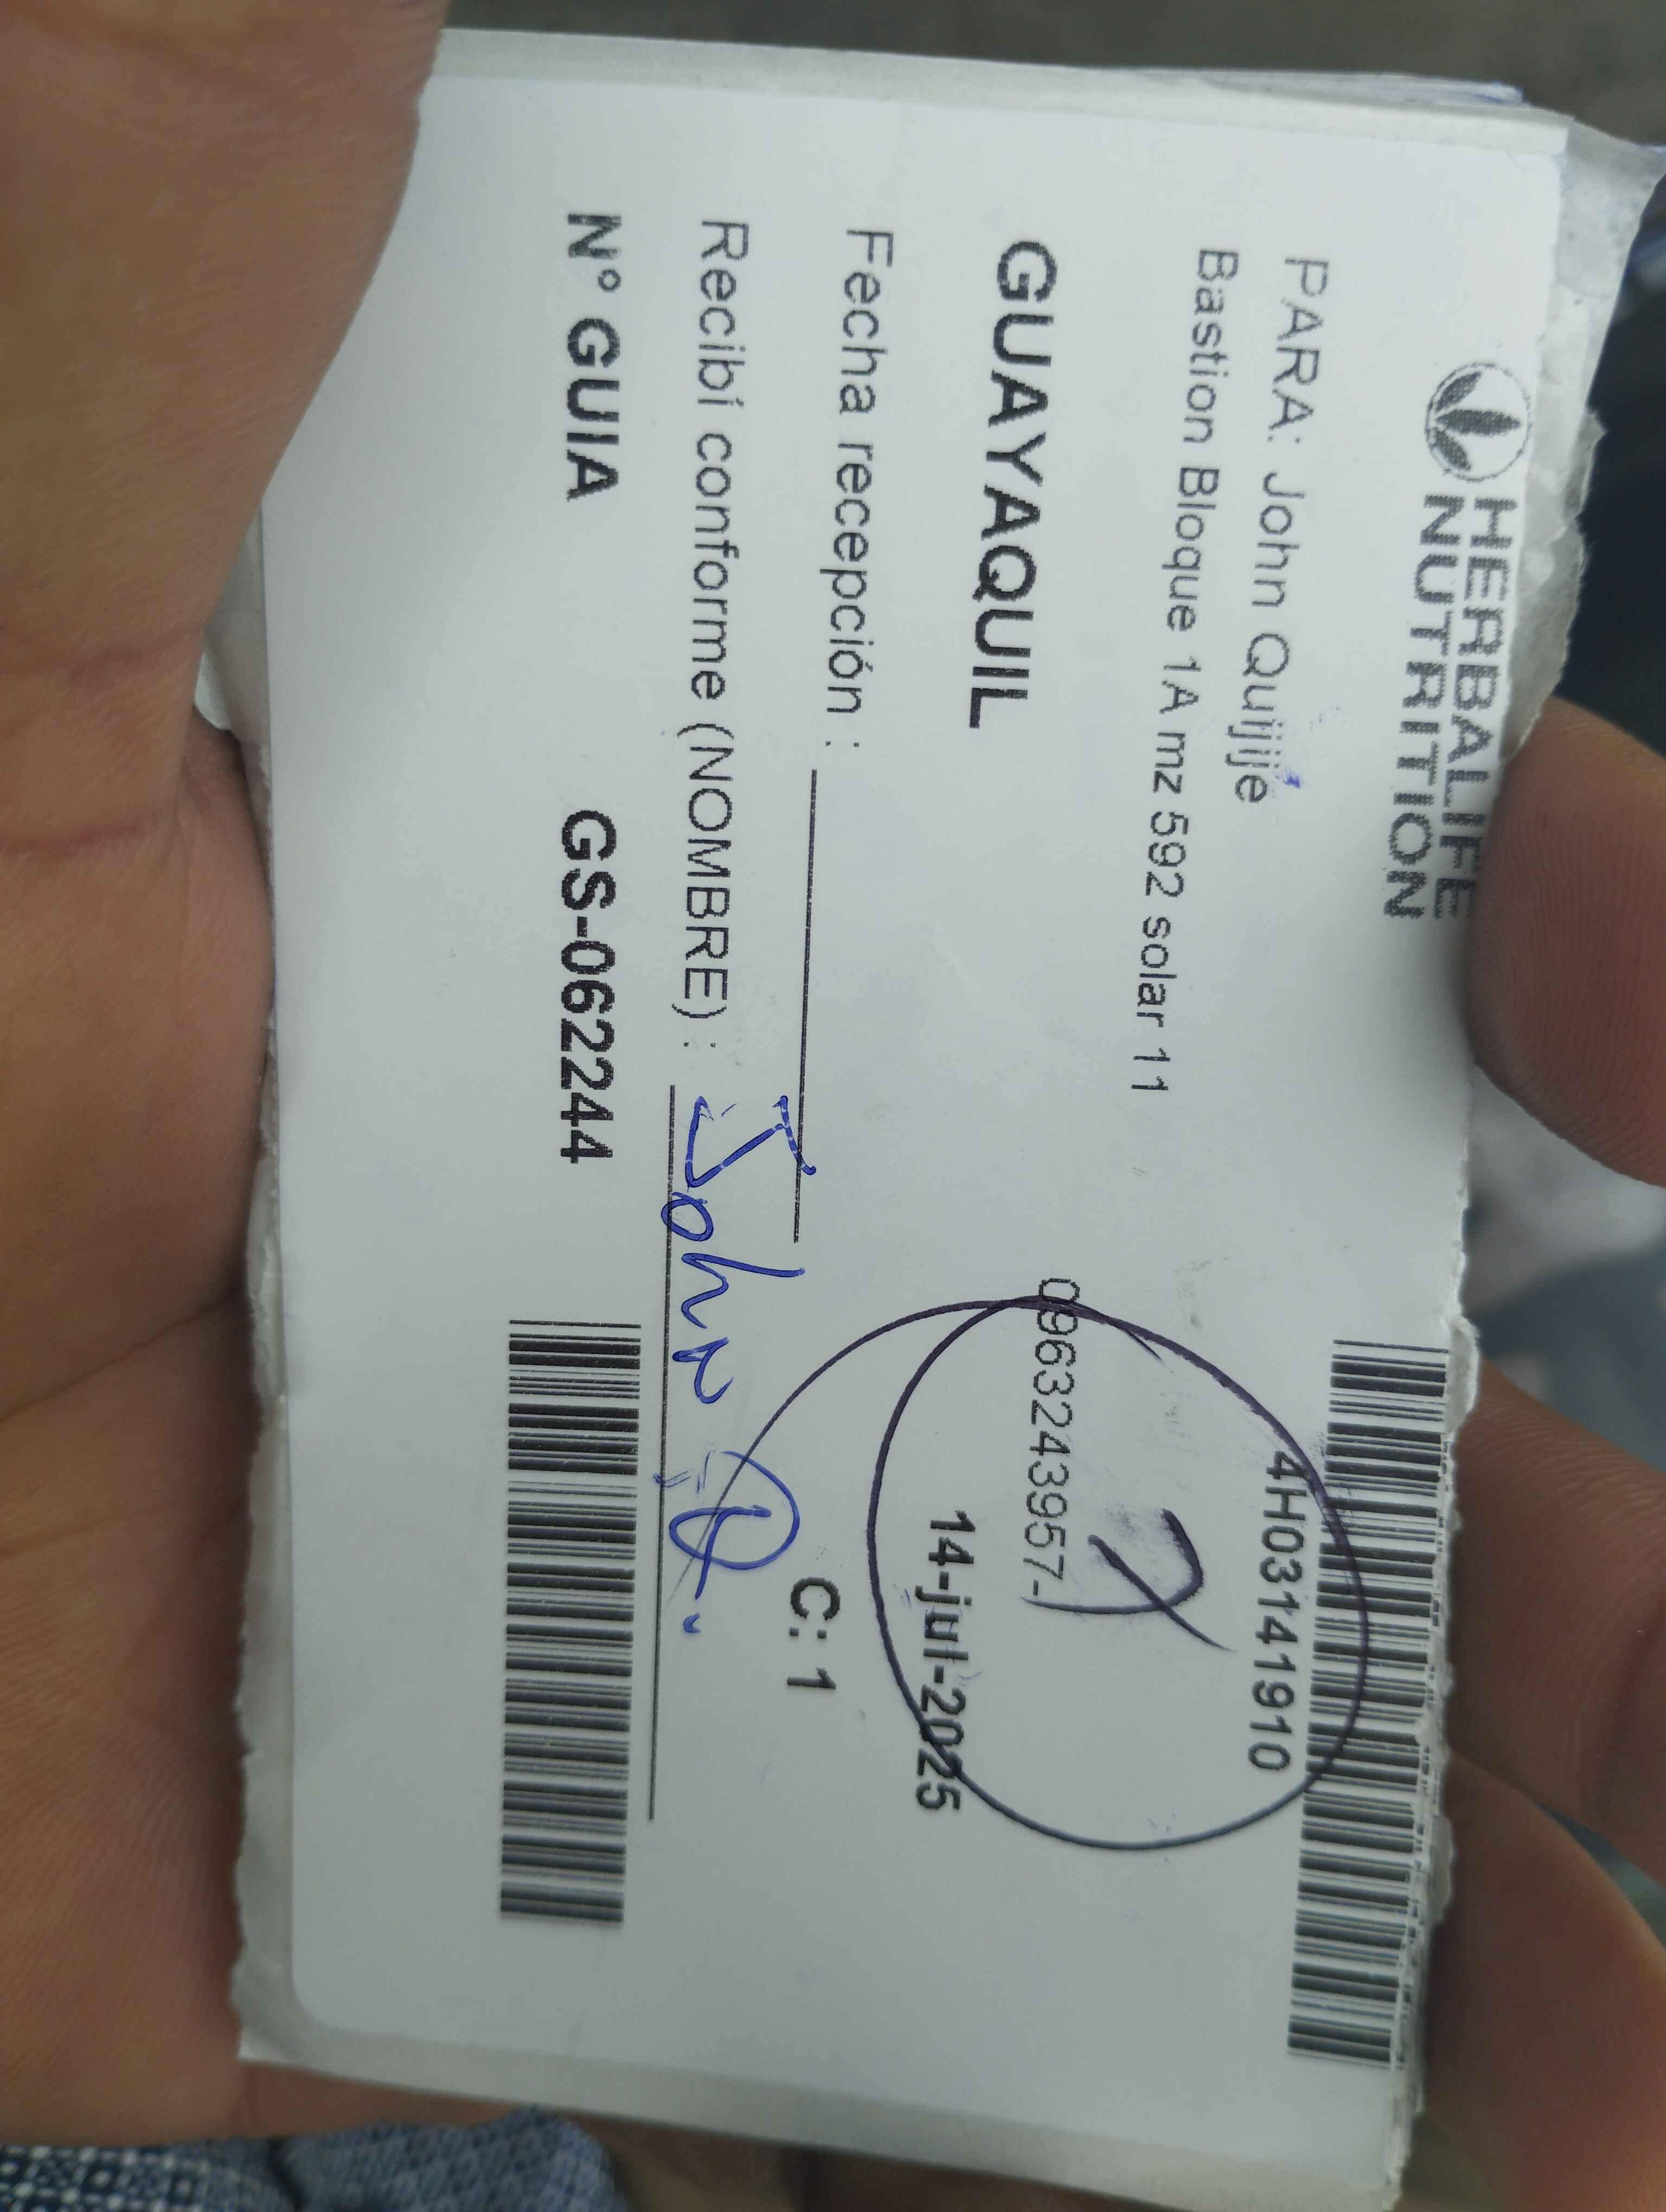 HERBALIFE
NUTRITION
4H03141910
PARA: John Quijije
Bastion Bloque 1A mz 592 solar 11
0963243957-
GUAYAQUIL
14-jul-2025
Fecha recepción :
C: 1
Recibí conforme (NOMBRE) : John Q.
N° GUIA GS-062244